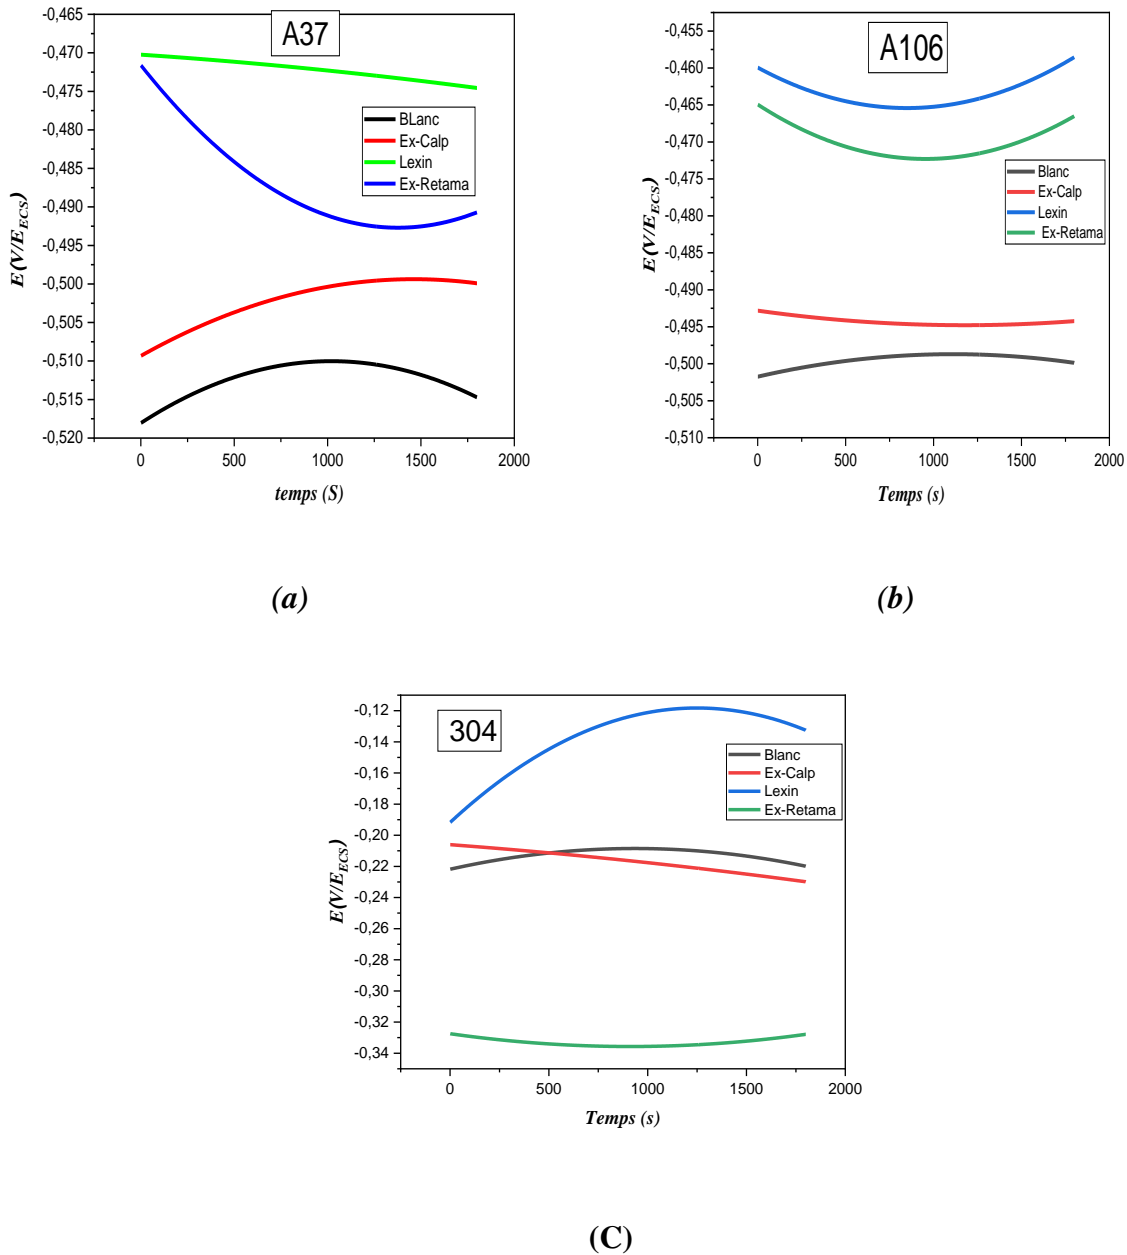 A37
-0,465
-0,470
-0,475
-0,480
-0,485
-0,490
-0,495
-0,500
-0,505
-0,510
-0,515
-0,520
E(V/E_ECS)
BLanc
Ex-Calp
Lexin
Ex-Retama
0 500 1000 1500 2000
temps (S)
(a)
A106
-0,455
-0,460
-0,465
-0,470
-0,475
-0,480
-0,485
-0,490
-0,495
-0,500
-0,505
-0,510
E(V/E_ECS)
Blanc
Ex-Calp
Lexin
Ex-Retama
0 500 1000 1500 2000
Temps (s)
(b)
304
-0,12
-0,14
-0,16
-0,18
-0,20
-0,22
-0,24
-0,26
-0,28
-0,30
-0,32
-0,34
E(V/E_ECS)
Blanc
Ex-Calp
Lexin
Ex-Retama
0 500 1000 1500 2000
Temps (s)
(C)